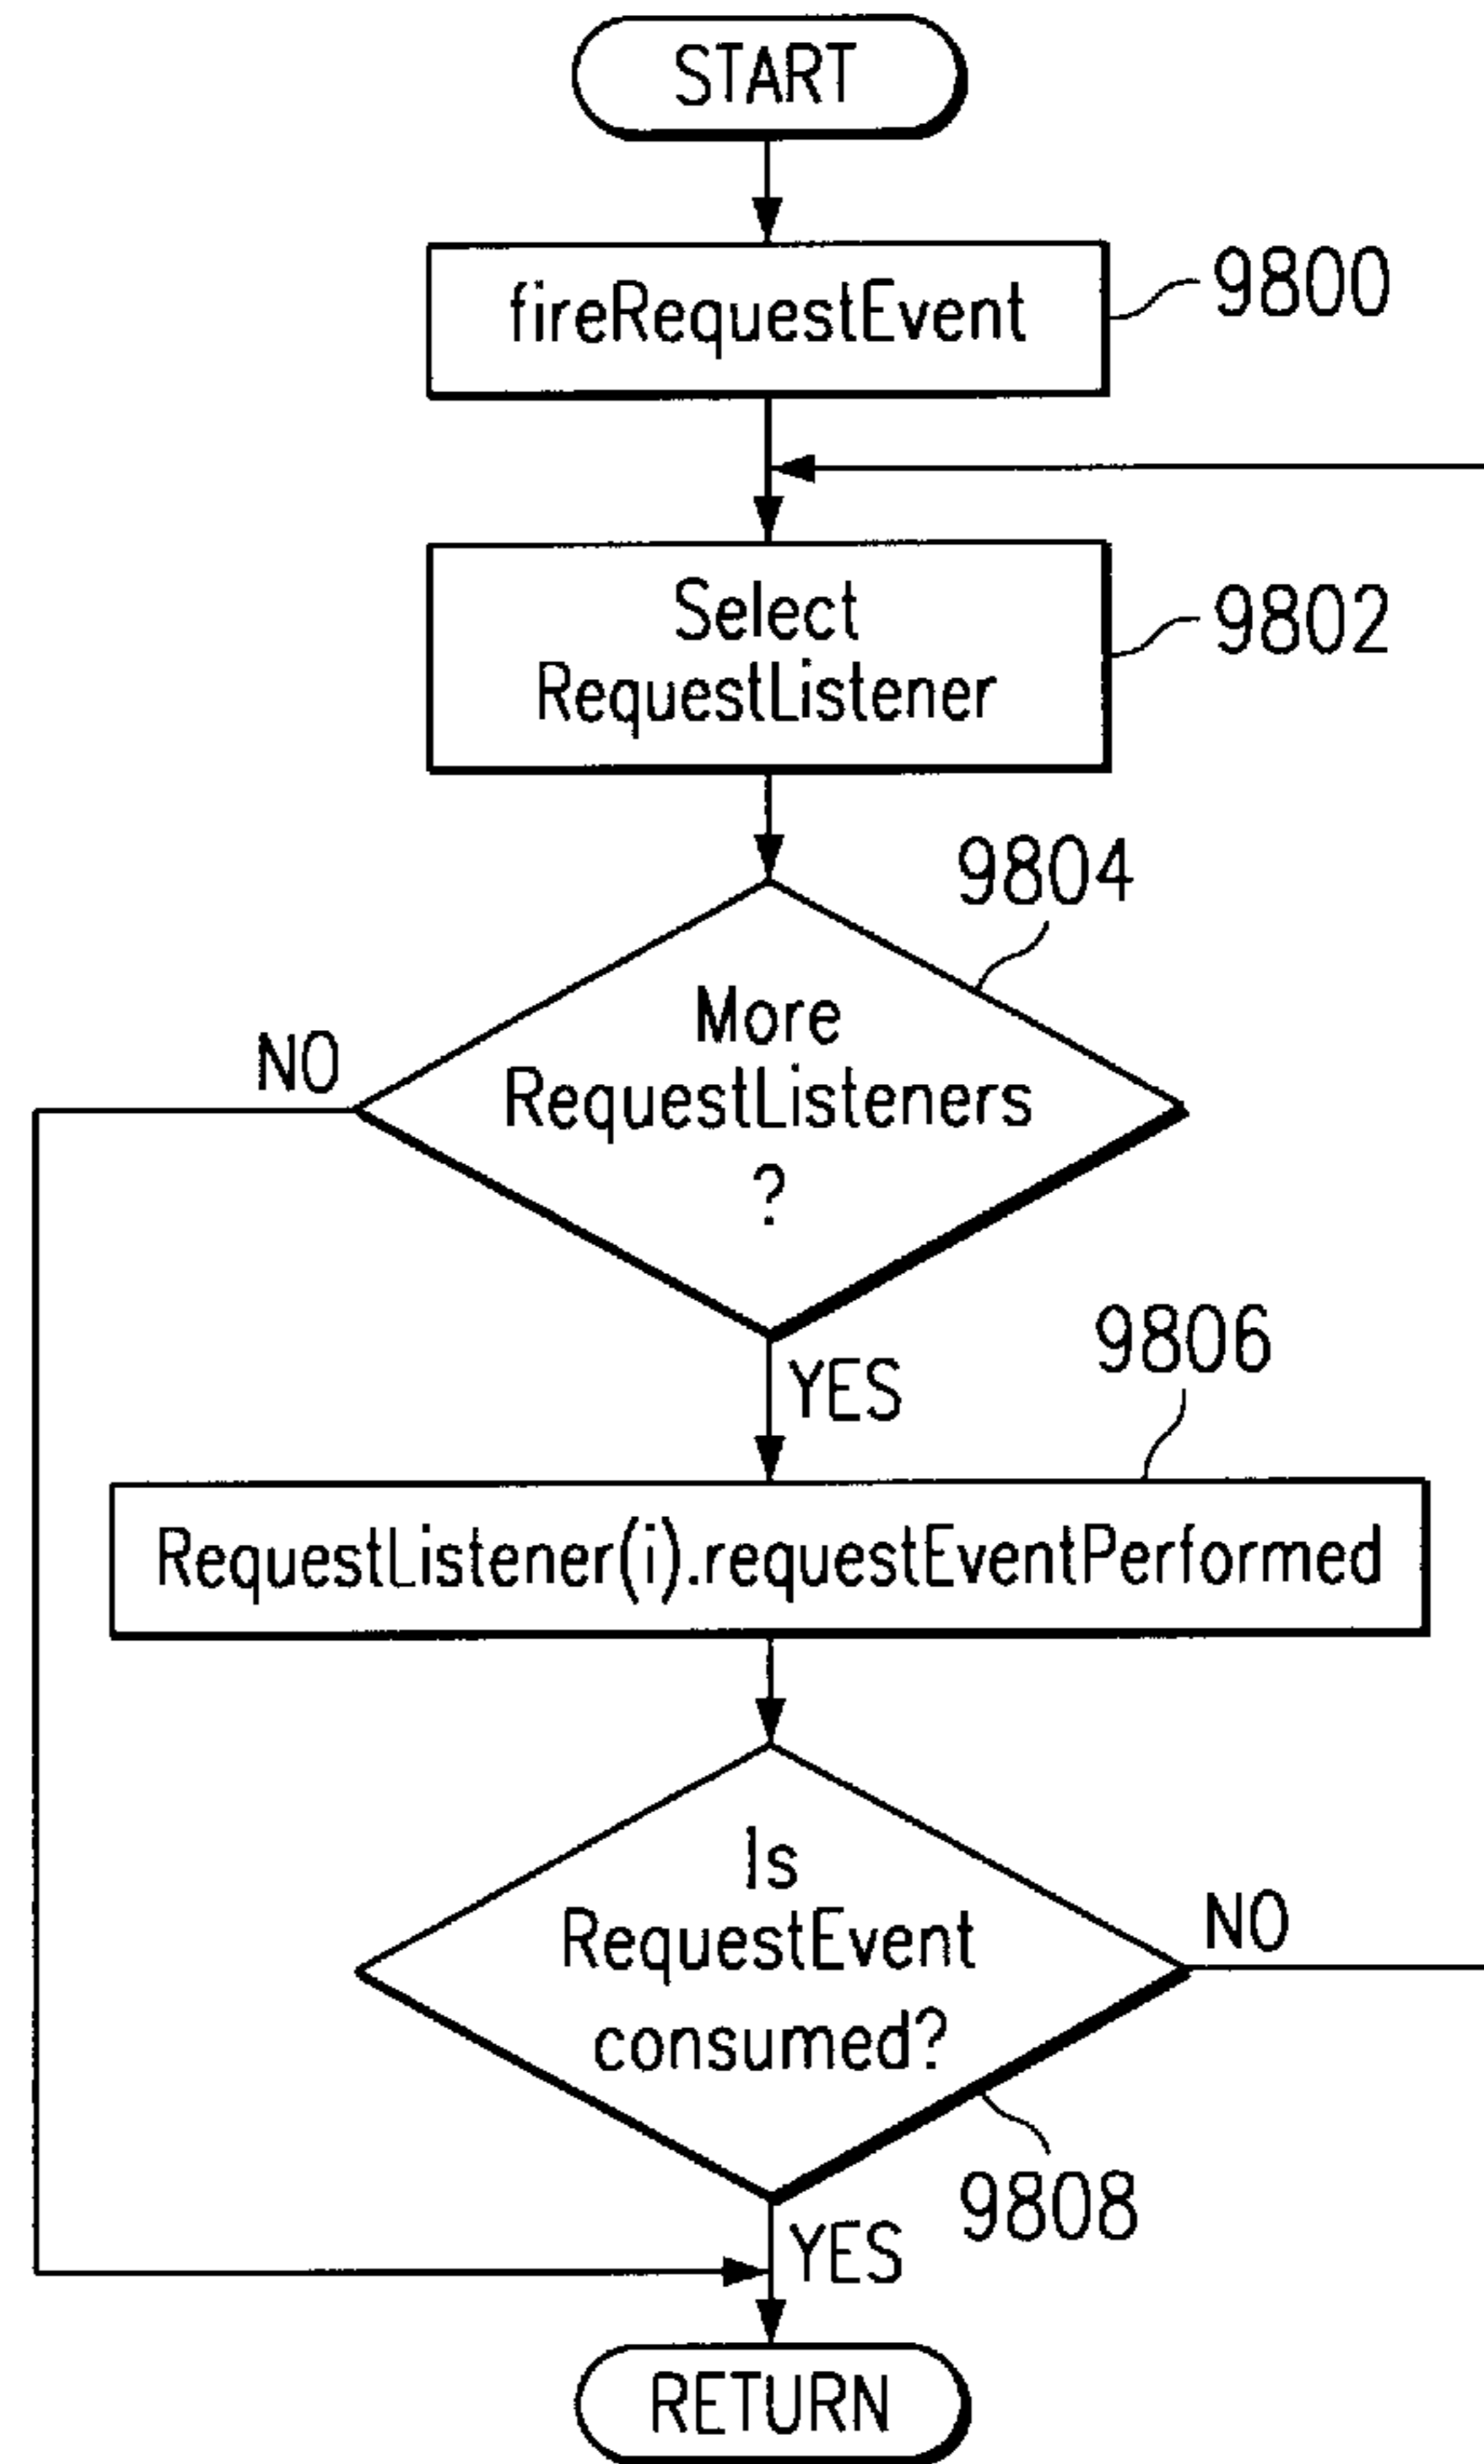 START
fireRequestEvent
9800
Select
RequestListener
9802
9804
More
RequestListeners
?
NO
YES
9806
RequestListener(i).requestEventPerformed
Is
RequestEvent
consumed?
NO
9808
YES
RETURN